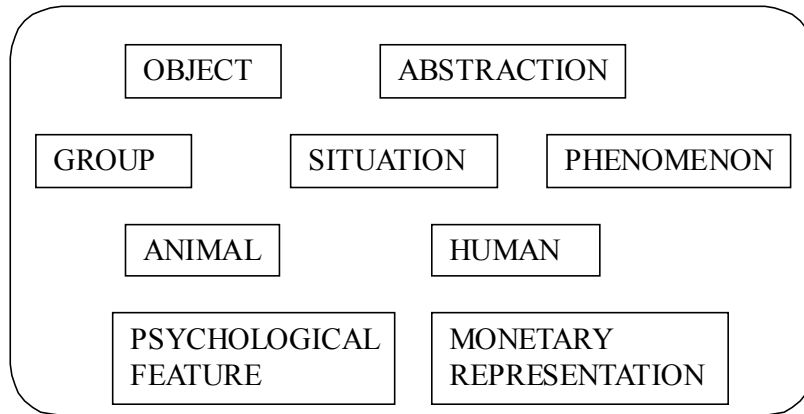 OBJECT
ABSTRACTION
GROUP
SITUATION
PHENOMENON
ANIMAL
HUMAN
PSYCHOLOGICAL
FEATURE
MONETARY
REPRESENTATION